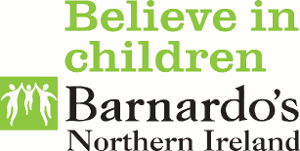 Believe in
children
Barnardo's
Northern Ireland